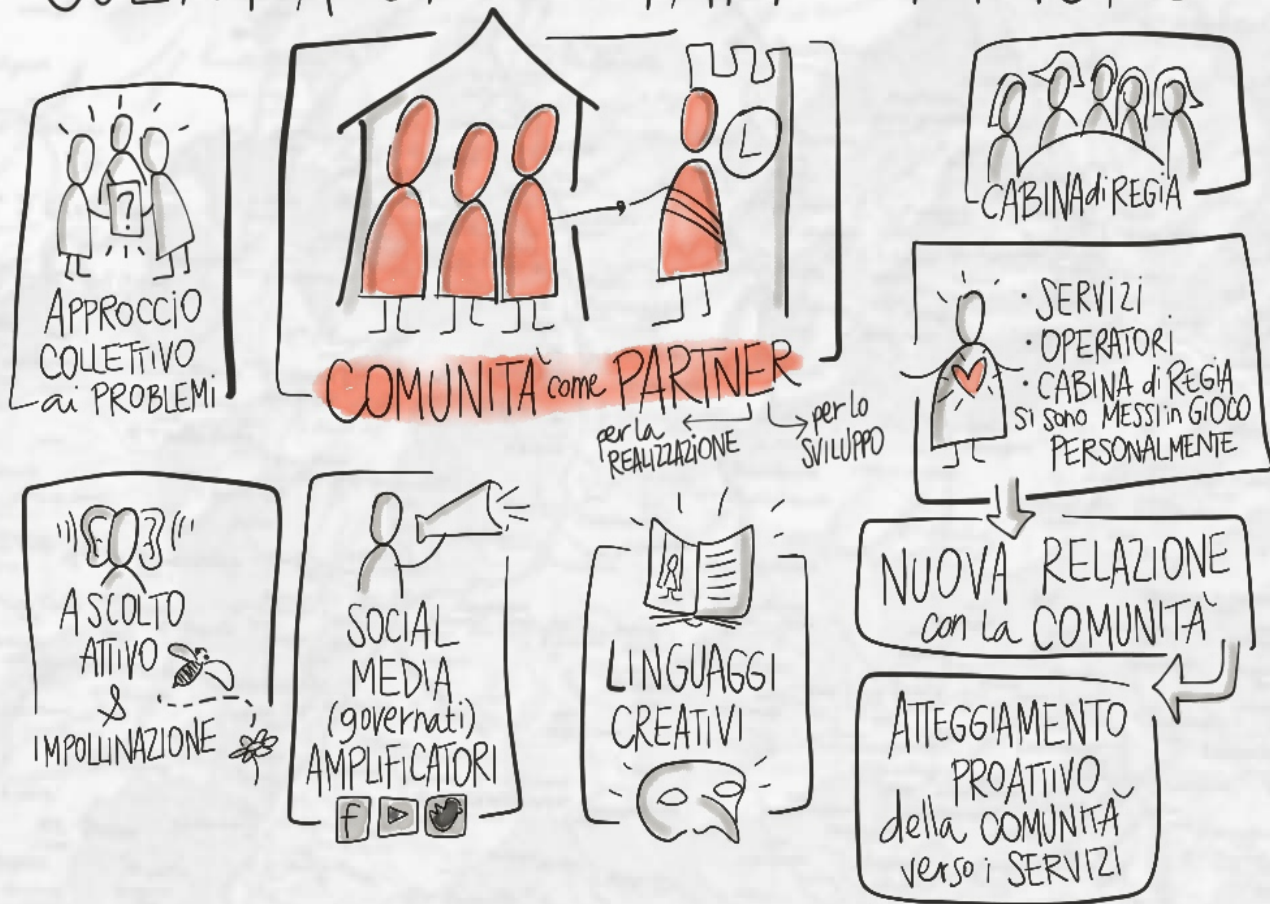 APPROCCIO
COLLETTIVO
ai PROBLEMI
COMUNITÀ come PARTNER
per la
REALIZZAZIONE
per lo
SVILUPPO
CABINA di REGIA
· SERVIZI
· OPERATORI
· CABINA di REGIA
si sono MESSI in GIOCO
PERSONALMENTE
NUOVA RELAZIONE
con la COMUNITÀ
ATTEGGIAMENTO
PROATTIVO
della COMUNITÀ
verso i SERVIZI
ASCOLTO
ATTIVO
&
IMPOLLINAZIONE
SOCIAL
MEDIA
(governati)
AMPLIFICATORI
f
LINGUAGGI
CREATIVI